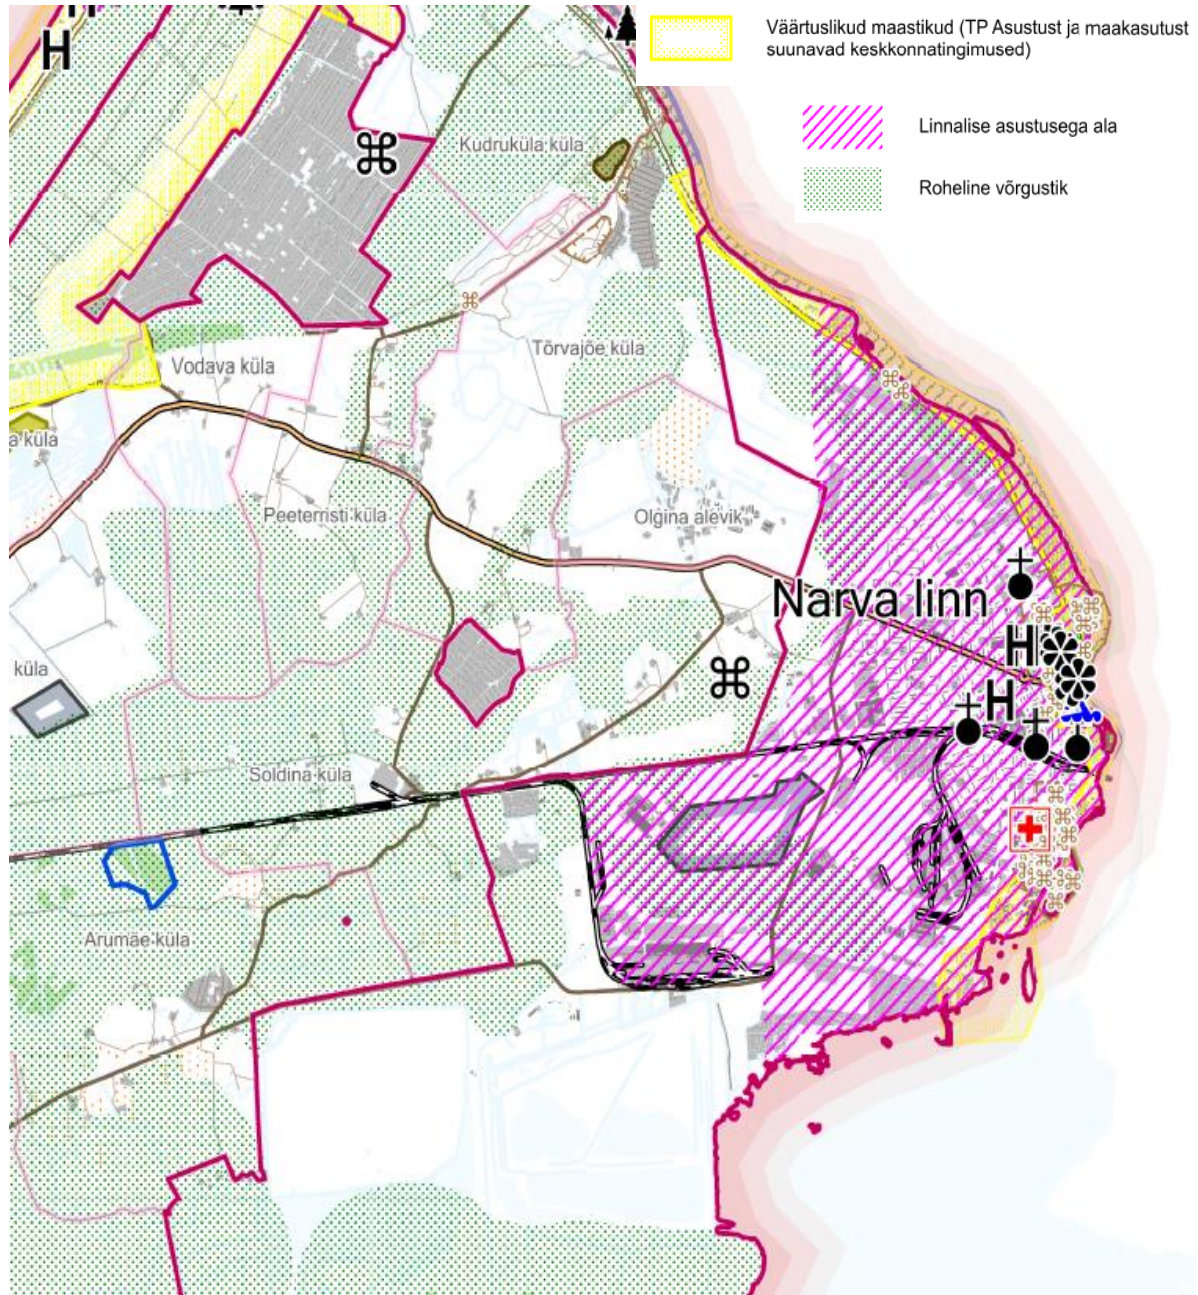 Väärtuslikud maastikud (TP Asustust ja maakasutust
suunavad keskkonnatingimused)
Linnalise asustusega ala
Roheline võrgustik
H
Kudruküla küla
Tõrvajõe küla
Vodava küla
a küla
Peeterristi küla
Olgina alevik
Narva linn
H
küla
H
Soldina küla
Arumäe küla